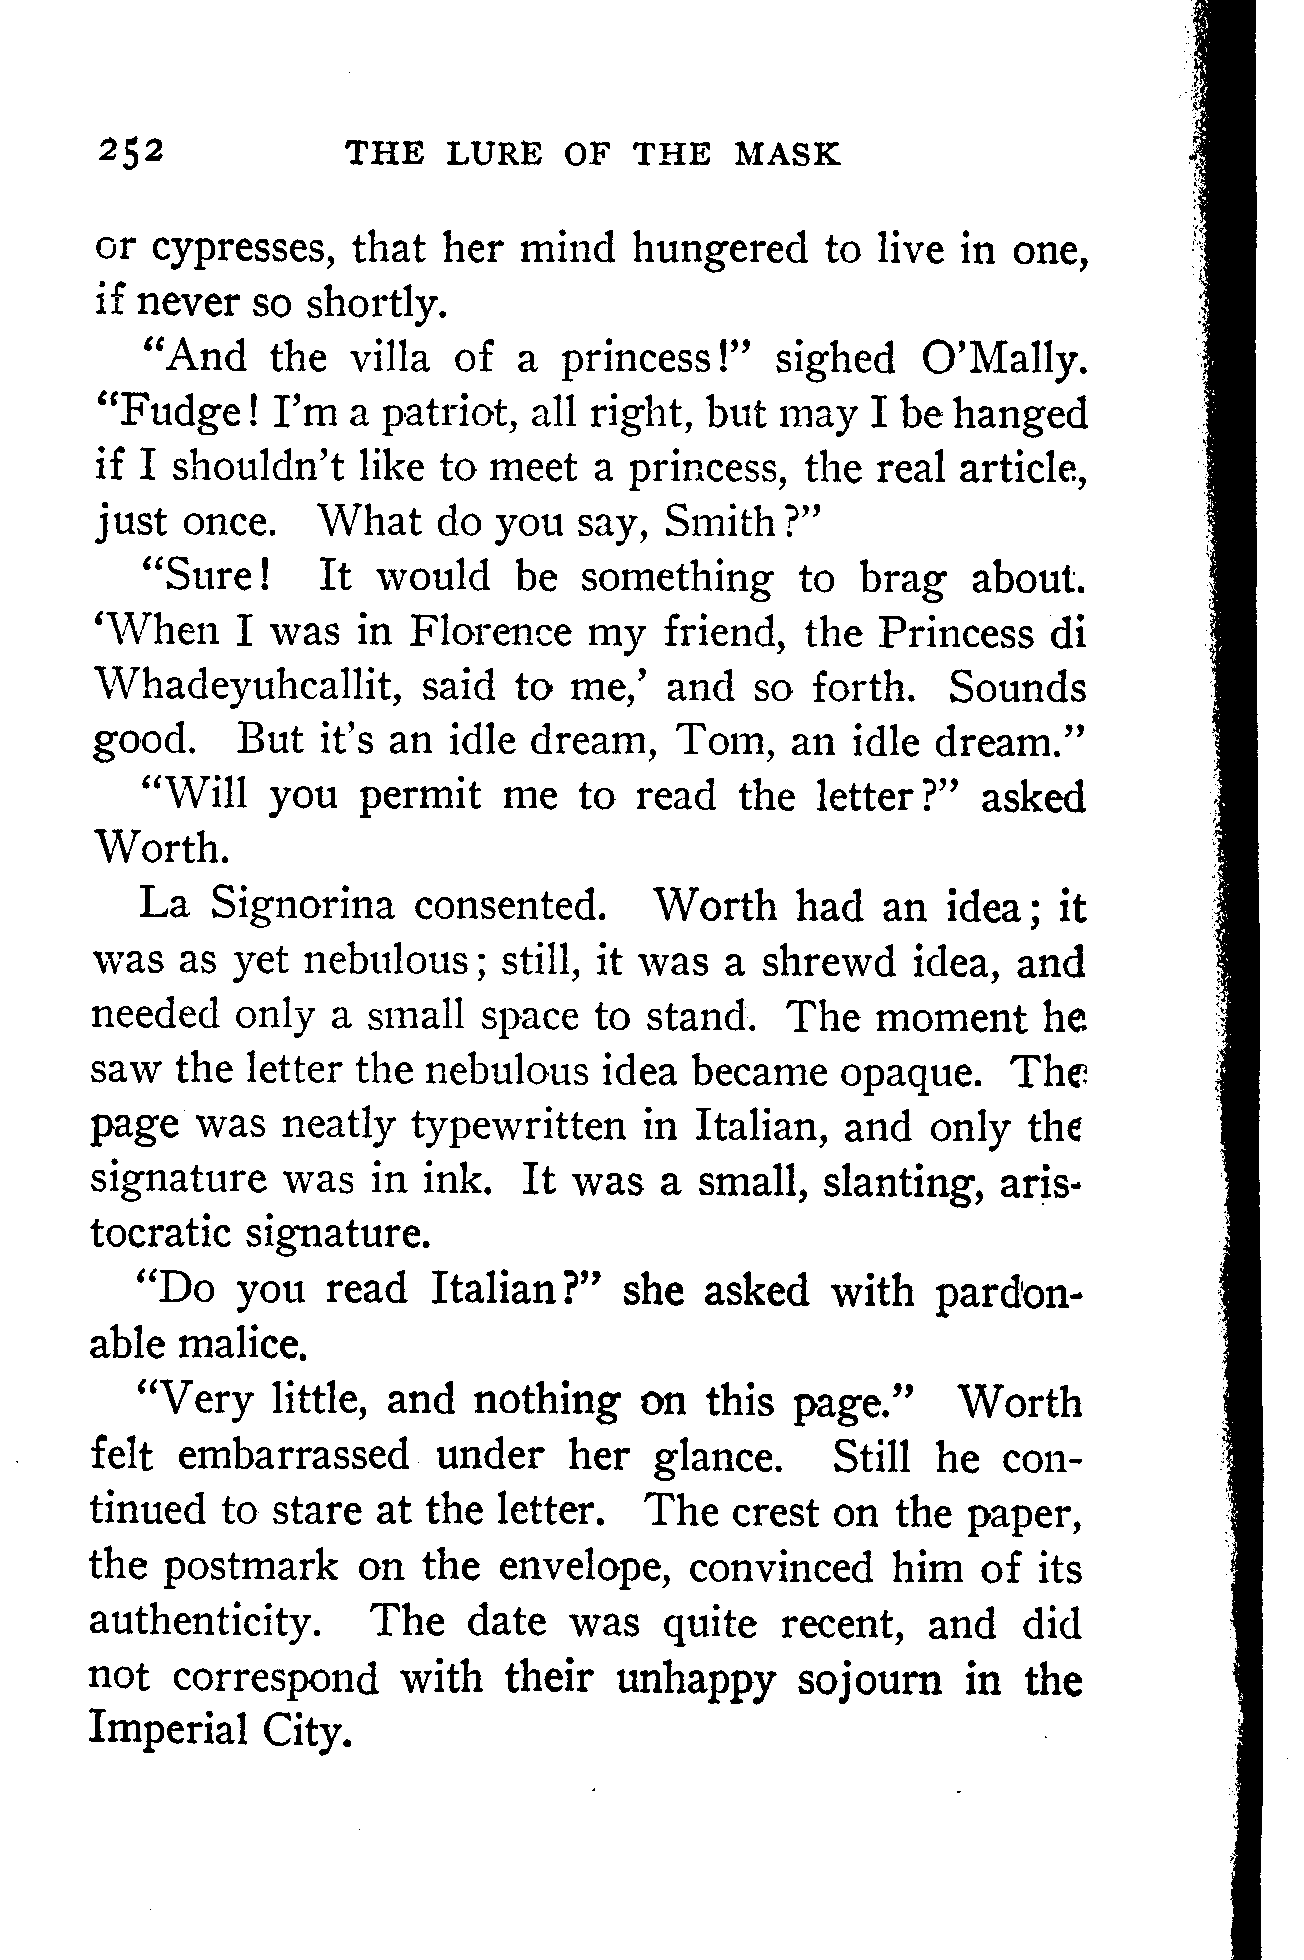 252 THE LURE OF THE MASK
or cypresses, that her mind hungered to live in one,
if never so shortly.
"And the villa of a princess!" sighed O'Mally.
"Fudge! I'm a patriot, all right, but may I be hanged
if I shouldn't like to meet a princess, the real article,
just once. What do you say, Smith?"
"Sure! It would be something to brag about.
'When I was in Florence my friend, the Princess di
Whadeyuhcallit, said to me,' and so forth. Sounds
good. But it's an idle dream, Tom, an idle dream."
"Will you permit me to read the letter?" asked
Worth.
La Signorina consented. Worth had an idea; it
was as yet nebulous; still, it was a shrewd idea, and
needed only a small space to stand. The moment he
saw the letter the nebulous idea became opaque. The
page was neatly typewritten in Italian, and only the
signature was in ink. It was a small, slanting, aris-
tocratic signature.
"Do you read Italian?" she asked with pardon-
able malice.
"Very little, and nothing on this page." Worth
felt embarrassed under her glance. Still he con-
tinued to stare at the letter. The crest on the paper,
the postmark on the envelope, convinced him of its
authenticity. The date was quite recent, and did
not correspond with their unhappy sojourn in the
Imperial City.